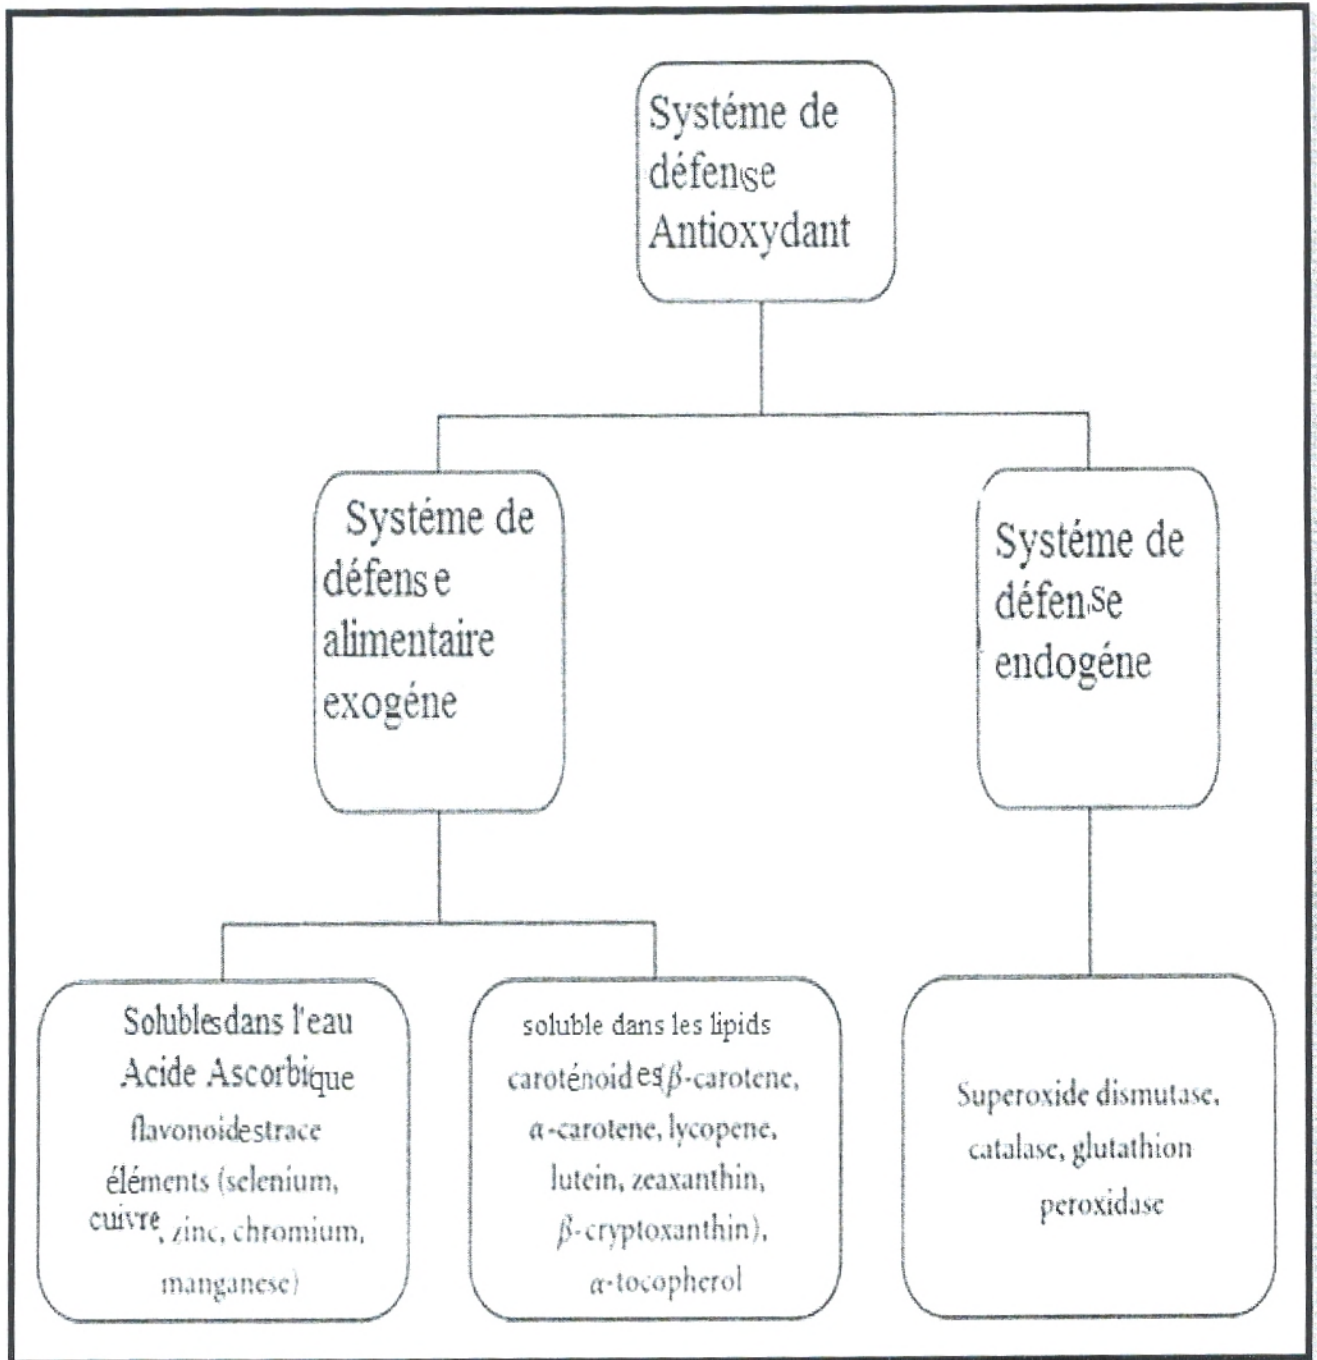 Systéme de
défense
Antioxydant
Systéme de
défense
alimentaire
exogéne
Systéme de
défense
endogéne
Solubles dans l'eau
Acide Ascorbique
flavonoidestrace
éléments (selenium,
cuivre, zinc, chromium,
manganese)
soluble dans les lipids
caroténoides(β-carotene,
α-carotene, lycopene,
lutein, zeaxanthin,
β-cryptoxanthin),
α-tocopherol
Superoxide dismutase,
catalase, glutathion
peroxidase